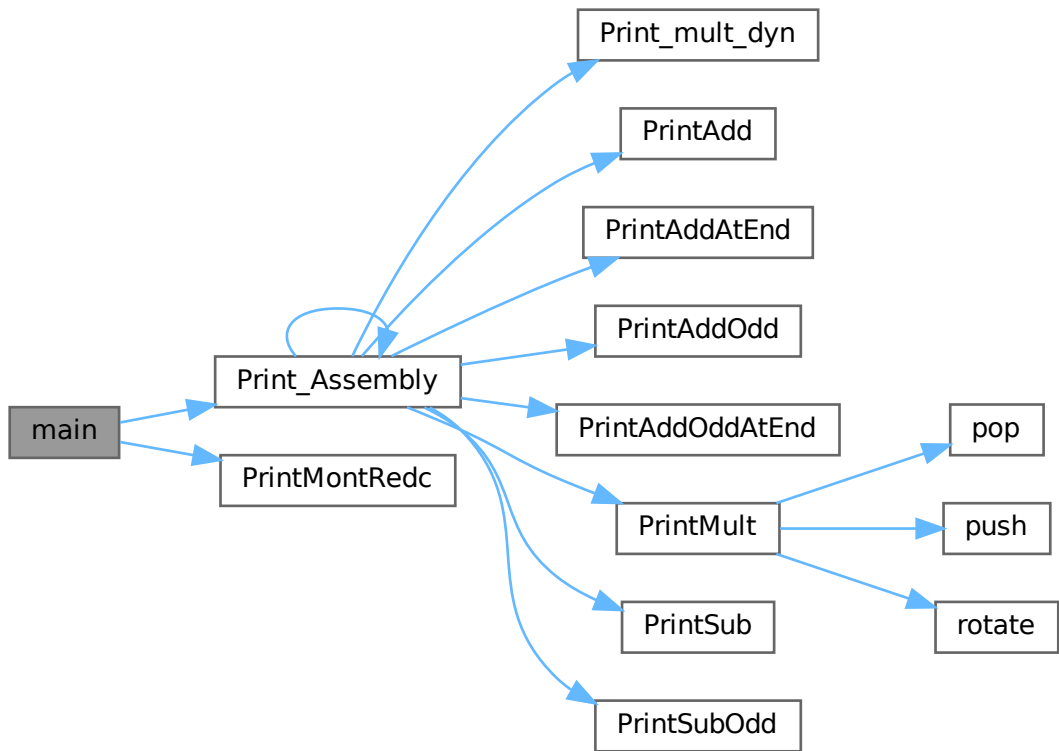 Print_mult_dyn
PrintAdd
PrintAddAtEnd
PrintAddOdd
Print_Assembly
main
PrintAddOddAtEnd
pop
PrintMontRedc
PrintMult
push
PrintSub
rotate
PrintSubOdd